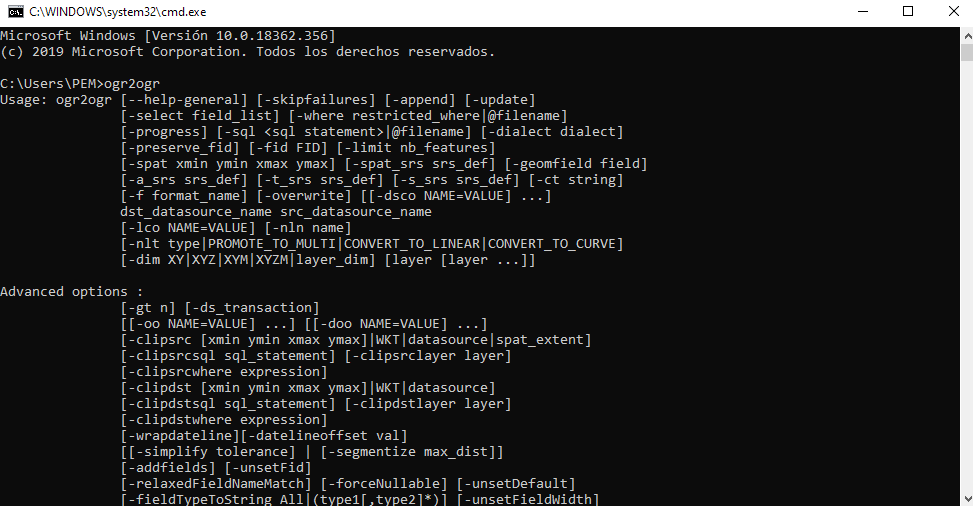 C:\WINDOWS\system32\cmd.exe
Microsoft Windows [Versión 10.0.18362.356]
(c) 2019 Microsoft Corporation. Todos los derechos reservados.
C:\Users\PEM>ogr2ogr
Usage: ogr2ogr [--help-general] [-skipfailures] [-append] [-update]
[-select field_list] [-where restricted_where|@filename]
[-progress] [-sql <sql statement>|@filename] [-dialect dialect]
[-preserve_fid] [-fid FID] [-limit nb_features]
[-spat xmin ymin xmax ymax] [-spat_srs srs_def] [-geomfield field]
[-a_srs srs_def] [-t_srs srs_def] [-s_srs srs_def] [-ct string]
[-f format_name] [-overwrite] [[-dsco NAME=VALUE] ...]
dst_datasource_name src_datasource_name
[-lco NAME=VALUE] [-nln name]
[-nlt type|PROMOTE_TO_MULTI|CONVERT_TO_LINEAR|CONVERT_TO_CURVE]
[-dim XY|XYZ|XYM|XYZM|layer_dim] [layer [layer ...]]
Advanced options :
[-gt n] [-ds_transaction]
[[-oo NAME=VALUE] ...] [[-doo NAME=VALUE] ...]
[-clipsrc [xmin ymin xmax ymax]|WKT|datasource|spat_extent]
[-clipsrcsql sql_statement] [-clipsrclayer layer]
[-clipsrcwhere expression]
[-clipdst [xmin ymin xmax ymax]|WKT|datasource]
[-clipdstsql sql_statement] [-clipdstlayer layer]
[-clipdstwhere expression]
[-wrapdateline][-datelineoffset val]
[[-simplify tolerance] | [-segmentize max_dist]]
[-addfields] [-unsetFid]
[-relaxedFieldNameMatch] [-forceNullable] [-unsetDefault]
[-fieldTypeToString All|(type1[,type2]*)] [-unsetFieldWidth]